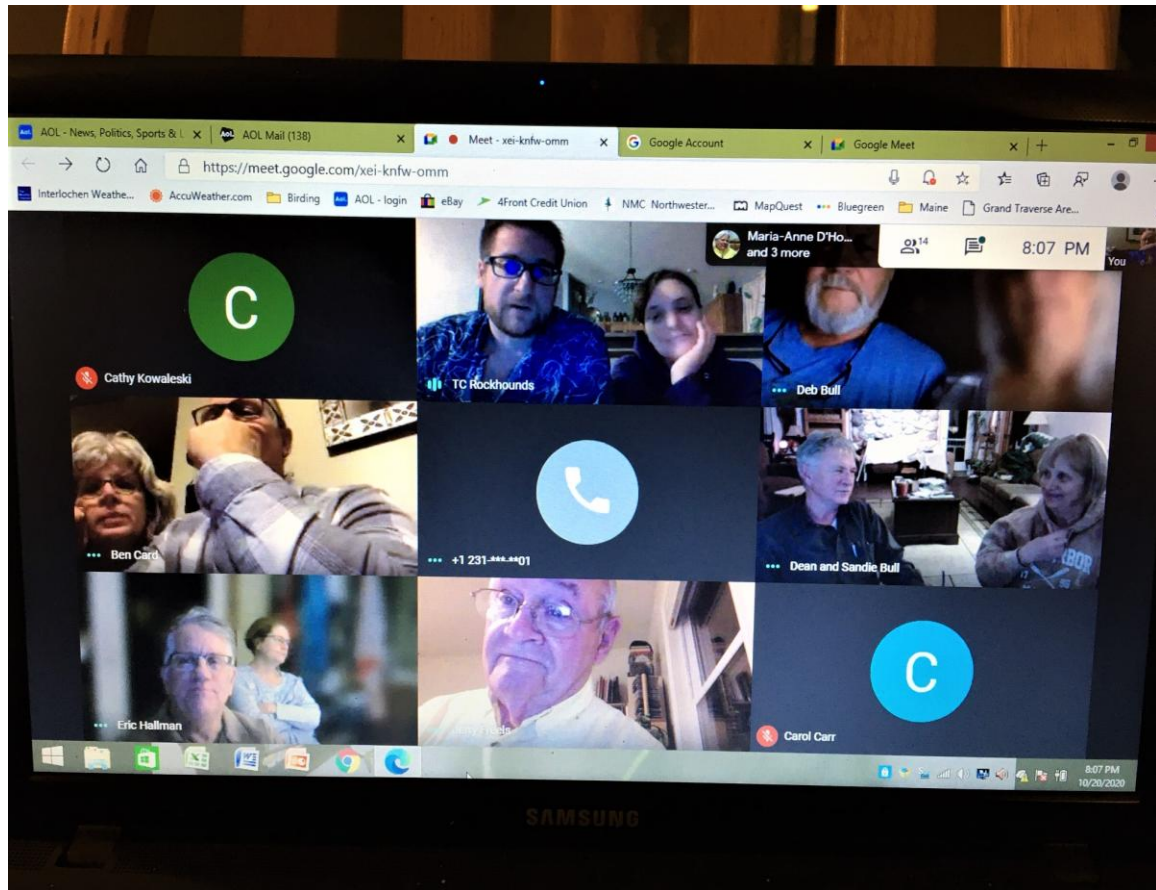 AOL - News, Politics, Sports & L
AOL Mail (138)
Meet - xei-knfw-omm
Google Account
Google Meet
https://meet.google.com/xei-knfw-omm
Interlochen Weathe...
AccuWeather.com
Birding
AOL - login
eBay
4Front Credit Union
NMC Northwester...
MapQuest
Bluegreen
Maine
Grand Traverse Are...
Maria-Anne D'Ho...
and 3 more
14
8:07 PM
You
C
Cathy Kowaleski
TC Rockhounds
Deb Bull
Ben Card
+1 231-***-**01
Dean and Sandie Bull
Eric Hallman
C
Carol Carr
8:07 PM
10/20/2020
SAMSUNG